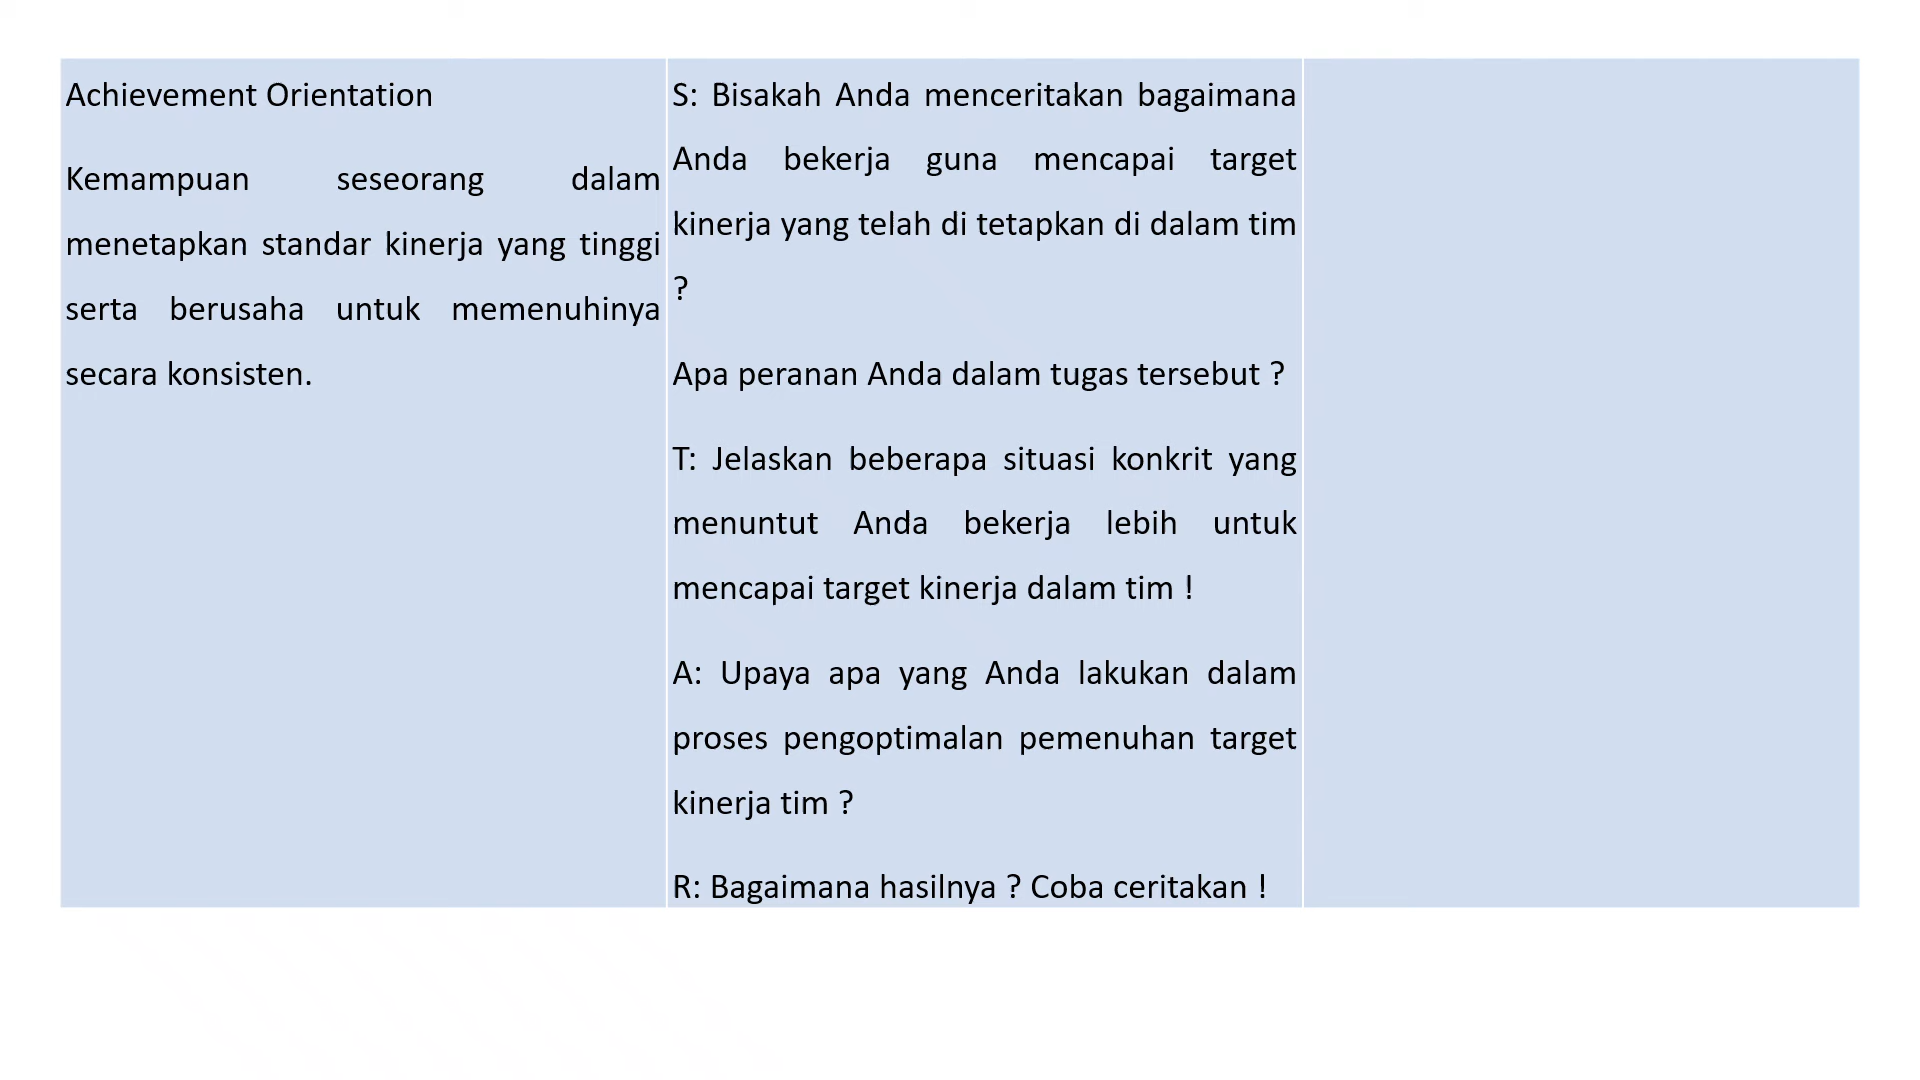 Achievement Orientation
Kemampuan seseorang dalam
menetapkan standar kinerja yang tinggi
serta berusaha untuk memenuhinya
secara konsisten.
S: Bisakah Anda menceritakan bagaimana
Anda bekerja guna mencapai target
kinerja yang telah di tetapkan di dalam tim
?
Apa peranan Anda dalam tugas tersebut ?
T: Jelaskan beberapa situasi konkrit yang
menuntut Anda bekerja lebih untuk
mencapai target kinerja dalam tim !
A: Upaya apa yang Anda lakukan dalam
proses pengoptimalan pemenuhan target
kinerja tim ?
R: Bagaimana hasilnya ? Coba ceritakan !